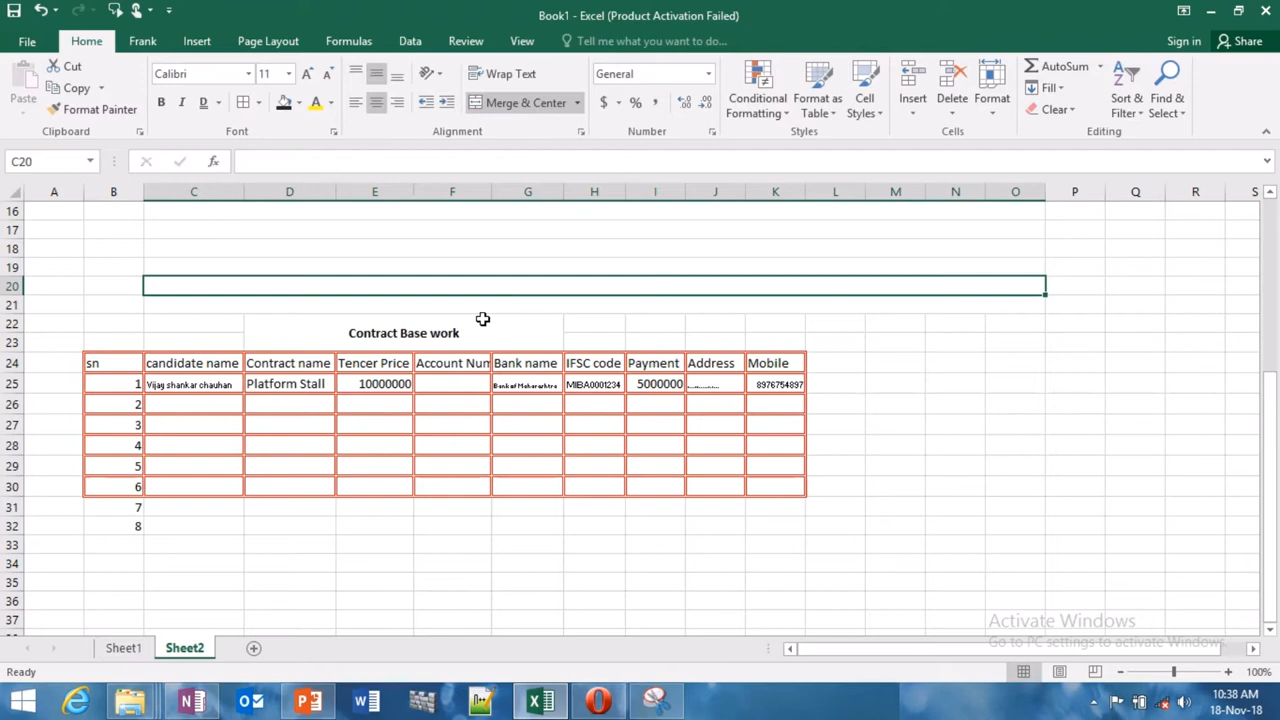 Book1 - Excel (Product Activation Failed)
File Home Frank Insert Page Layout Formulas Data Review View Tell me what you want to do... Sign in Share
Paste Cut Copy Format Painter Clipboard
Calibri 11 B I D Font
Wrap Text Merge & Center Alignment
General $ % , Number
Conditional Formatting Format as Table Cell Styles Styles
Insert Delete Format Cells
AutoSum Fill Clear Sort & Filter Find & Select Editing
C20 fx
A B C D E F G H I J K L M N O P Q R S
16
17
18
19
20
21
22
Contract Base work
23
24 sn candidate name Contract name Tencer Price Account Num Bank name IFSC code Payment Address Mobile
25 1 Vijay shankar chauhan Platform Stall 10000000 Bank of Maharashtra MIBA0001234 5000000 8976754897
26 2
27 3
28 4
29 5
30 6
31 7
32 8
33
34
35
36
37
Activate Windows
Go to PC settings to activate Windows.
Sheet1 Sheet2
Ready 100%
10:38 AM
18-Nov-18